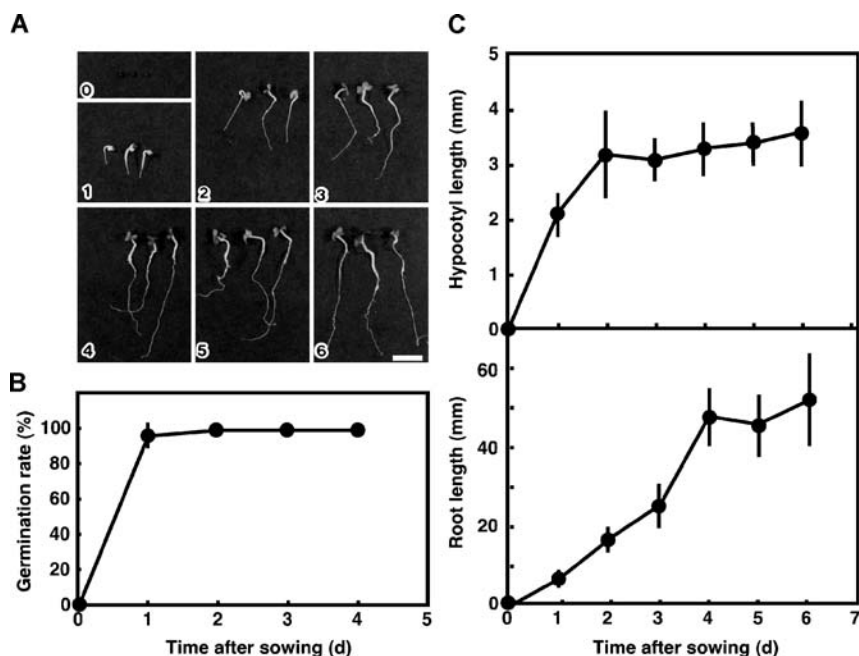 A
0
1
2
3
4
5
6
B
Germination rate (%)
100
80
60
40
20
0
0 1 2 3 4 5
Time after sowing (d)
C
Hypocotyl length (mm)
5
4
3
2
1
0
Root length (mm)
60
40
20
0
0 1 2 3 4 5 6 7
Time after sowing (d)